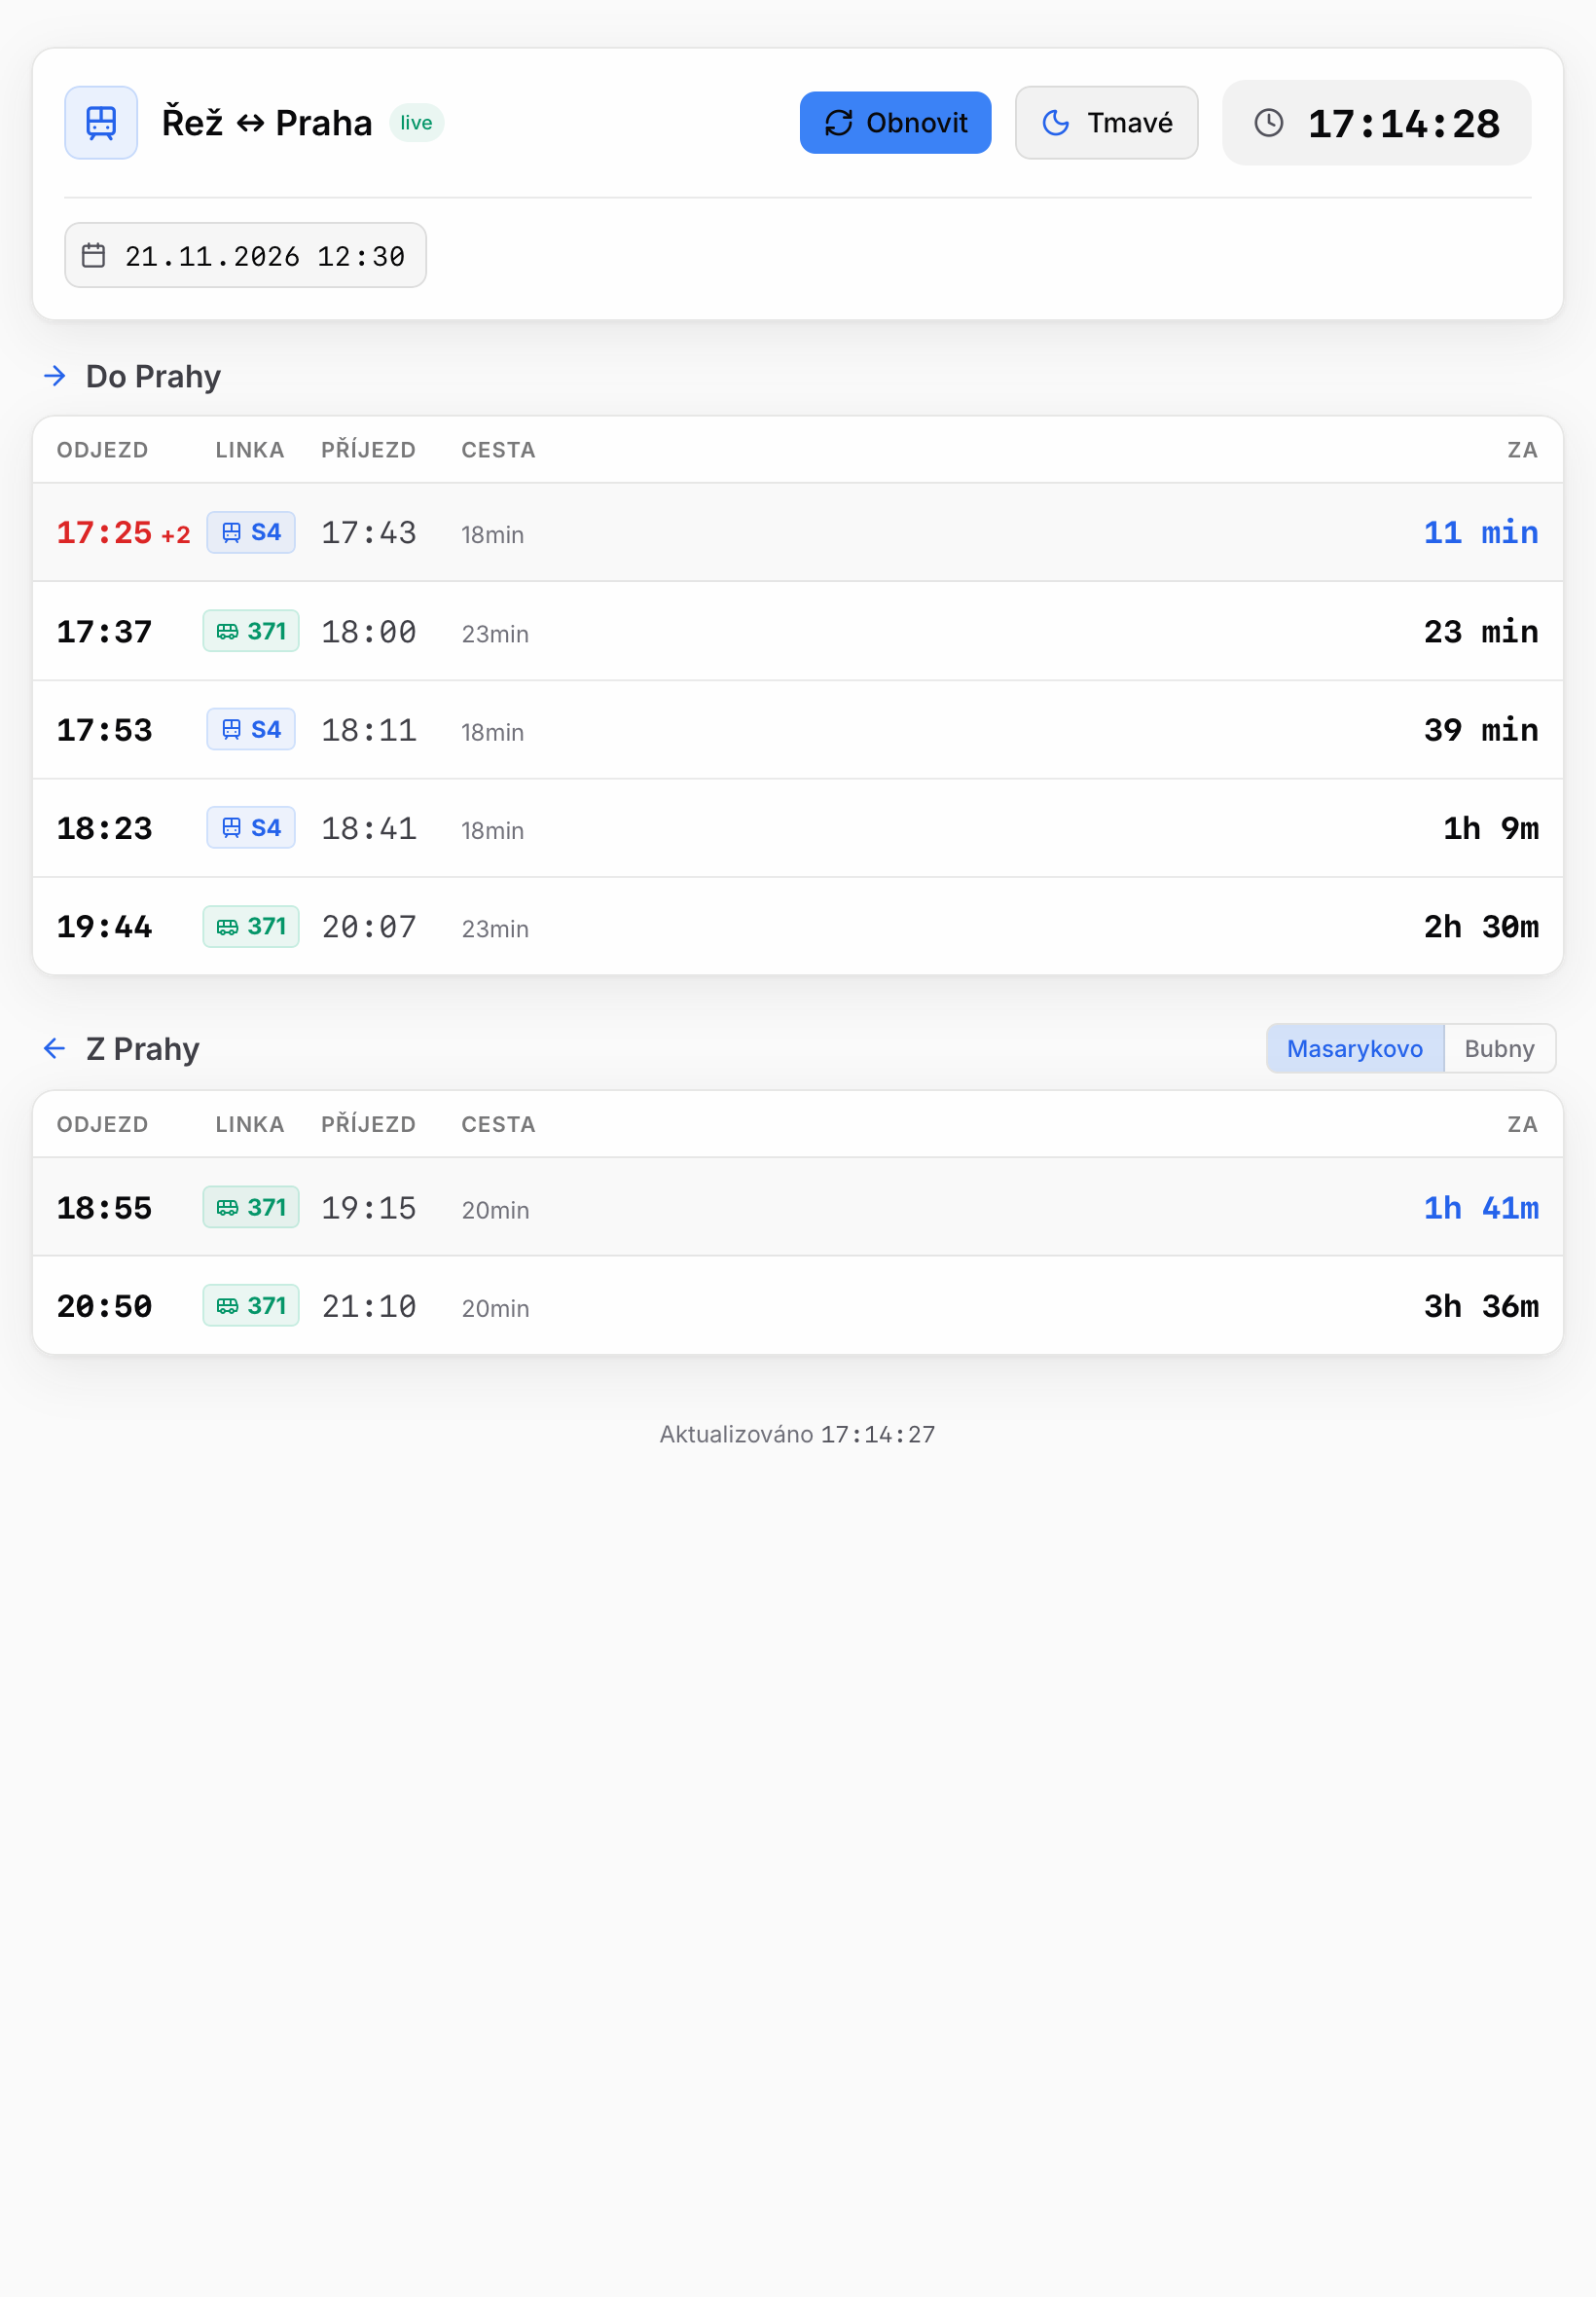 Řež ↔ Praha live Obnovit Tmavé 17:14:28
21.11.2026 12:30
→ Do Prahy
ODJEZD LINKA PŘÍJEZD CESTA ZA
17:25 +2 S4 17:43 18min 11 min
17:37 371 18:00 23min 23 min
17:53 S4 18:11 18min 39 min
18:23 S4 18:41 18min 1h 9m
19:44 371 20:07 23min 2h 30m
← Z Prahy Masarykovo Bubny
ODJEZD LINKA PŘÍJEZD CESTA ZA
18:55 371 19:15 20min 1h 41m
20:50 371 21:10 20min 3h 36m
Aktualizováno 17:14:27